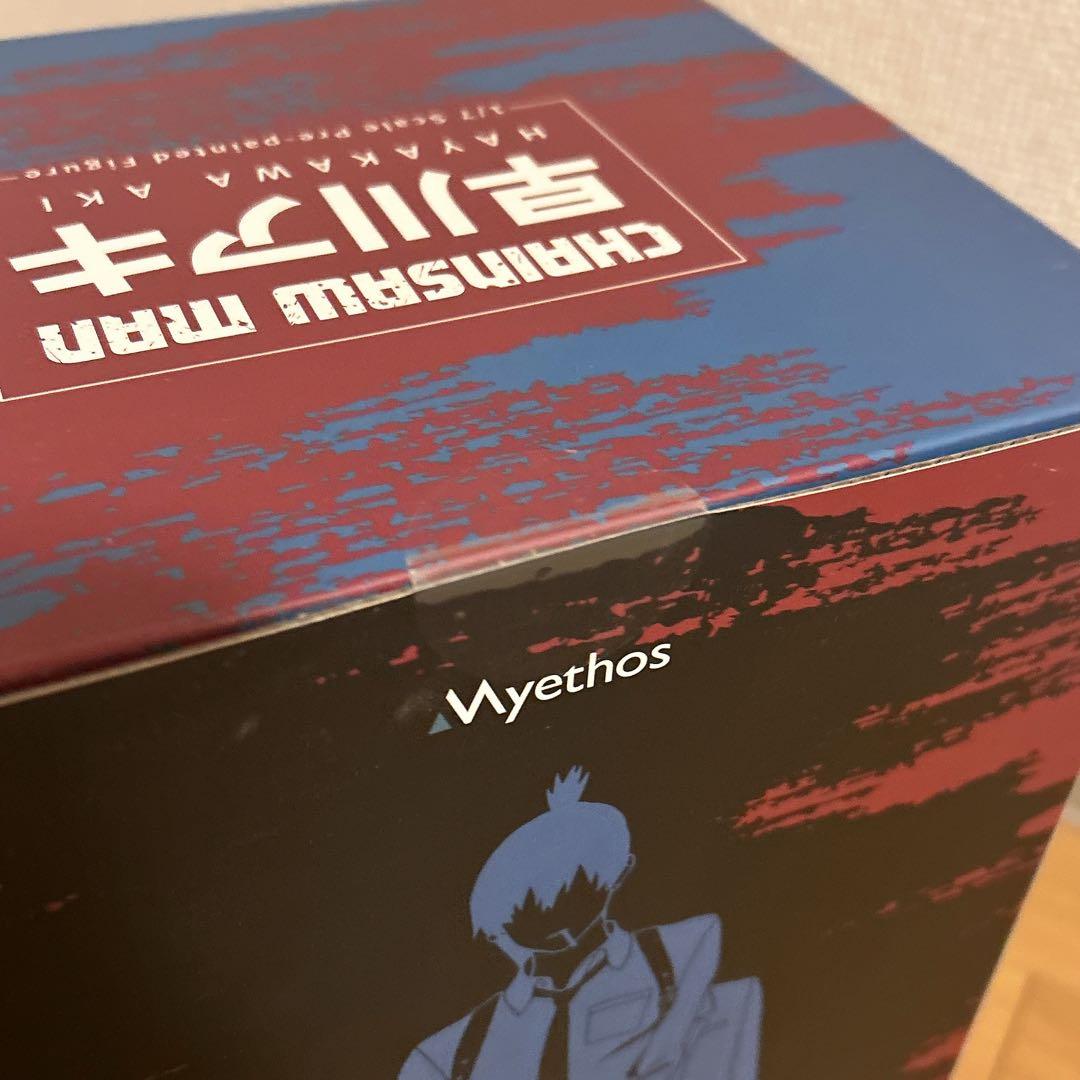 CHAINSAW MAN
早川アキ
HAYAKAWA AKI
1/7 Scale Pre-painted Figure
Myethos